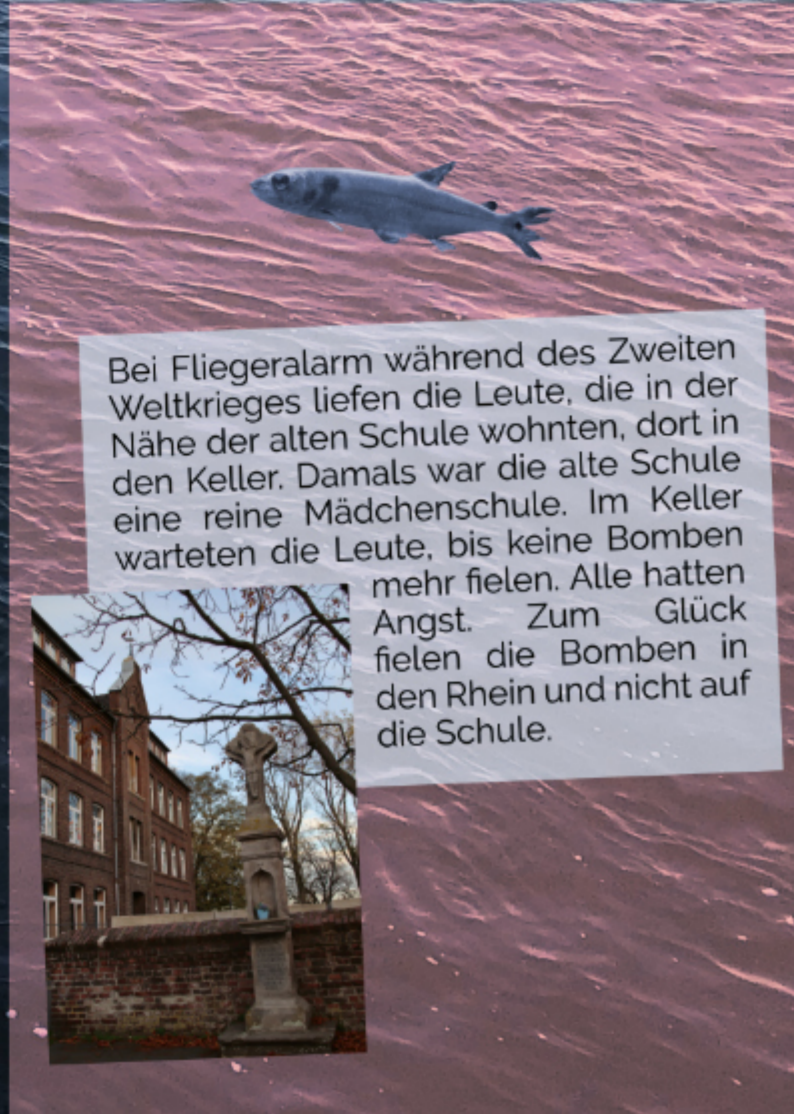 Bei Fliegeralarm während des Zweiten
Weltkrieges liefen die Leute, die in der
Nähe der alten Schule wohnten, dort in
den Keller. Damals war die alte Schule
eine reine Mädchenschule. Im Keller
warteten die Leute, bis keine Bomben
mehr fielen. Alle hatten
Angst. Zum Glück
fielen die Bomben in
den Rhein und nicht auf
die Schule.